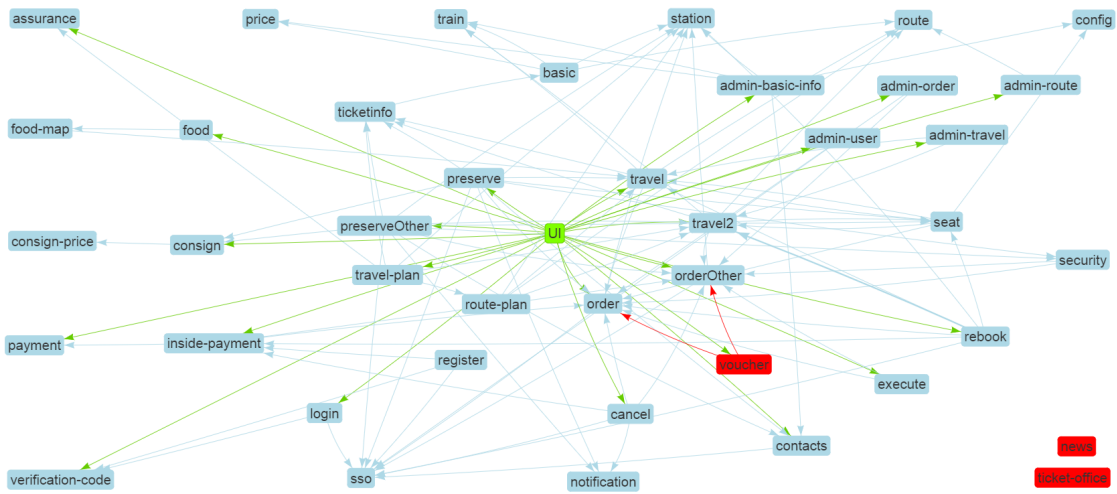 assurance
price
train
station
route
config
basic
admin-basic-info
admin-order
admin-route
ticketinfo
food-map
food
admin-user
admin-travel
preserve
travel
preserveOther
UI
travel2
seat
consign-price
consign
travel-plan
orderOther
security
route-plan
order
payment
inside-payment
rebook
register
voucher
execute
login
cancel
contacts
news
verification-code
sso
notification
ticket-office